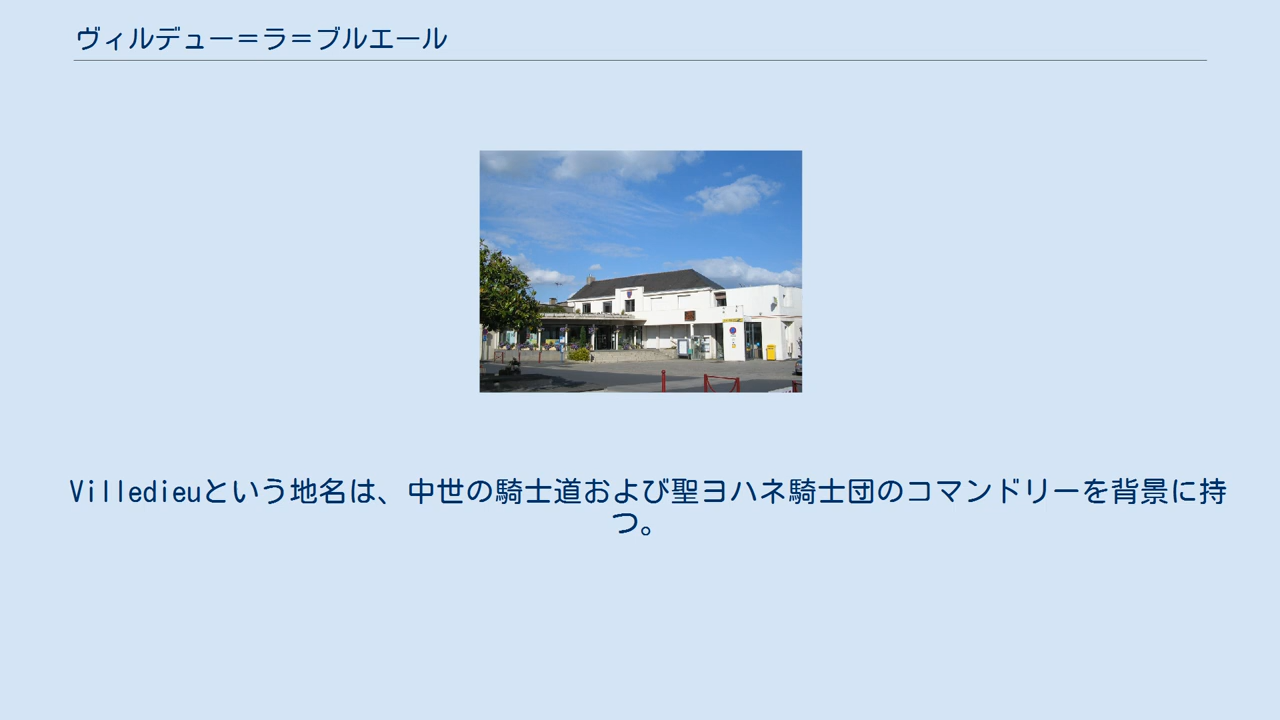 ヴィルデュー＝ラ＝ブルエール
Villedieuという地名は、中世の騎士道および聖ヨハネ騎士団のコマンドリーを背景に持
つ。